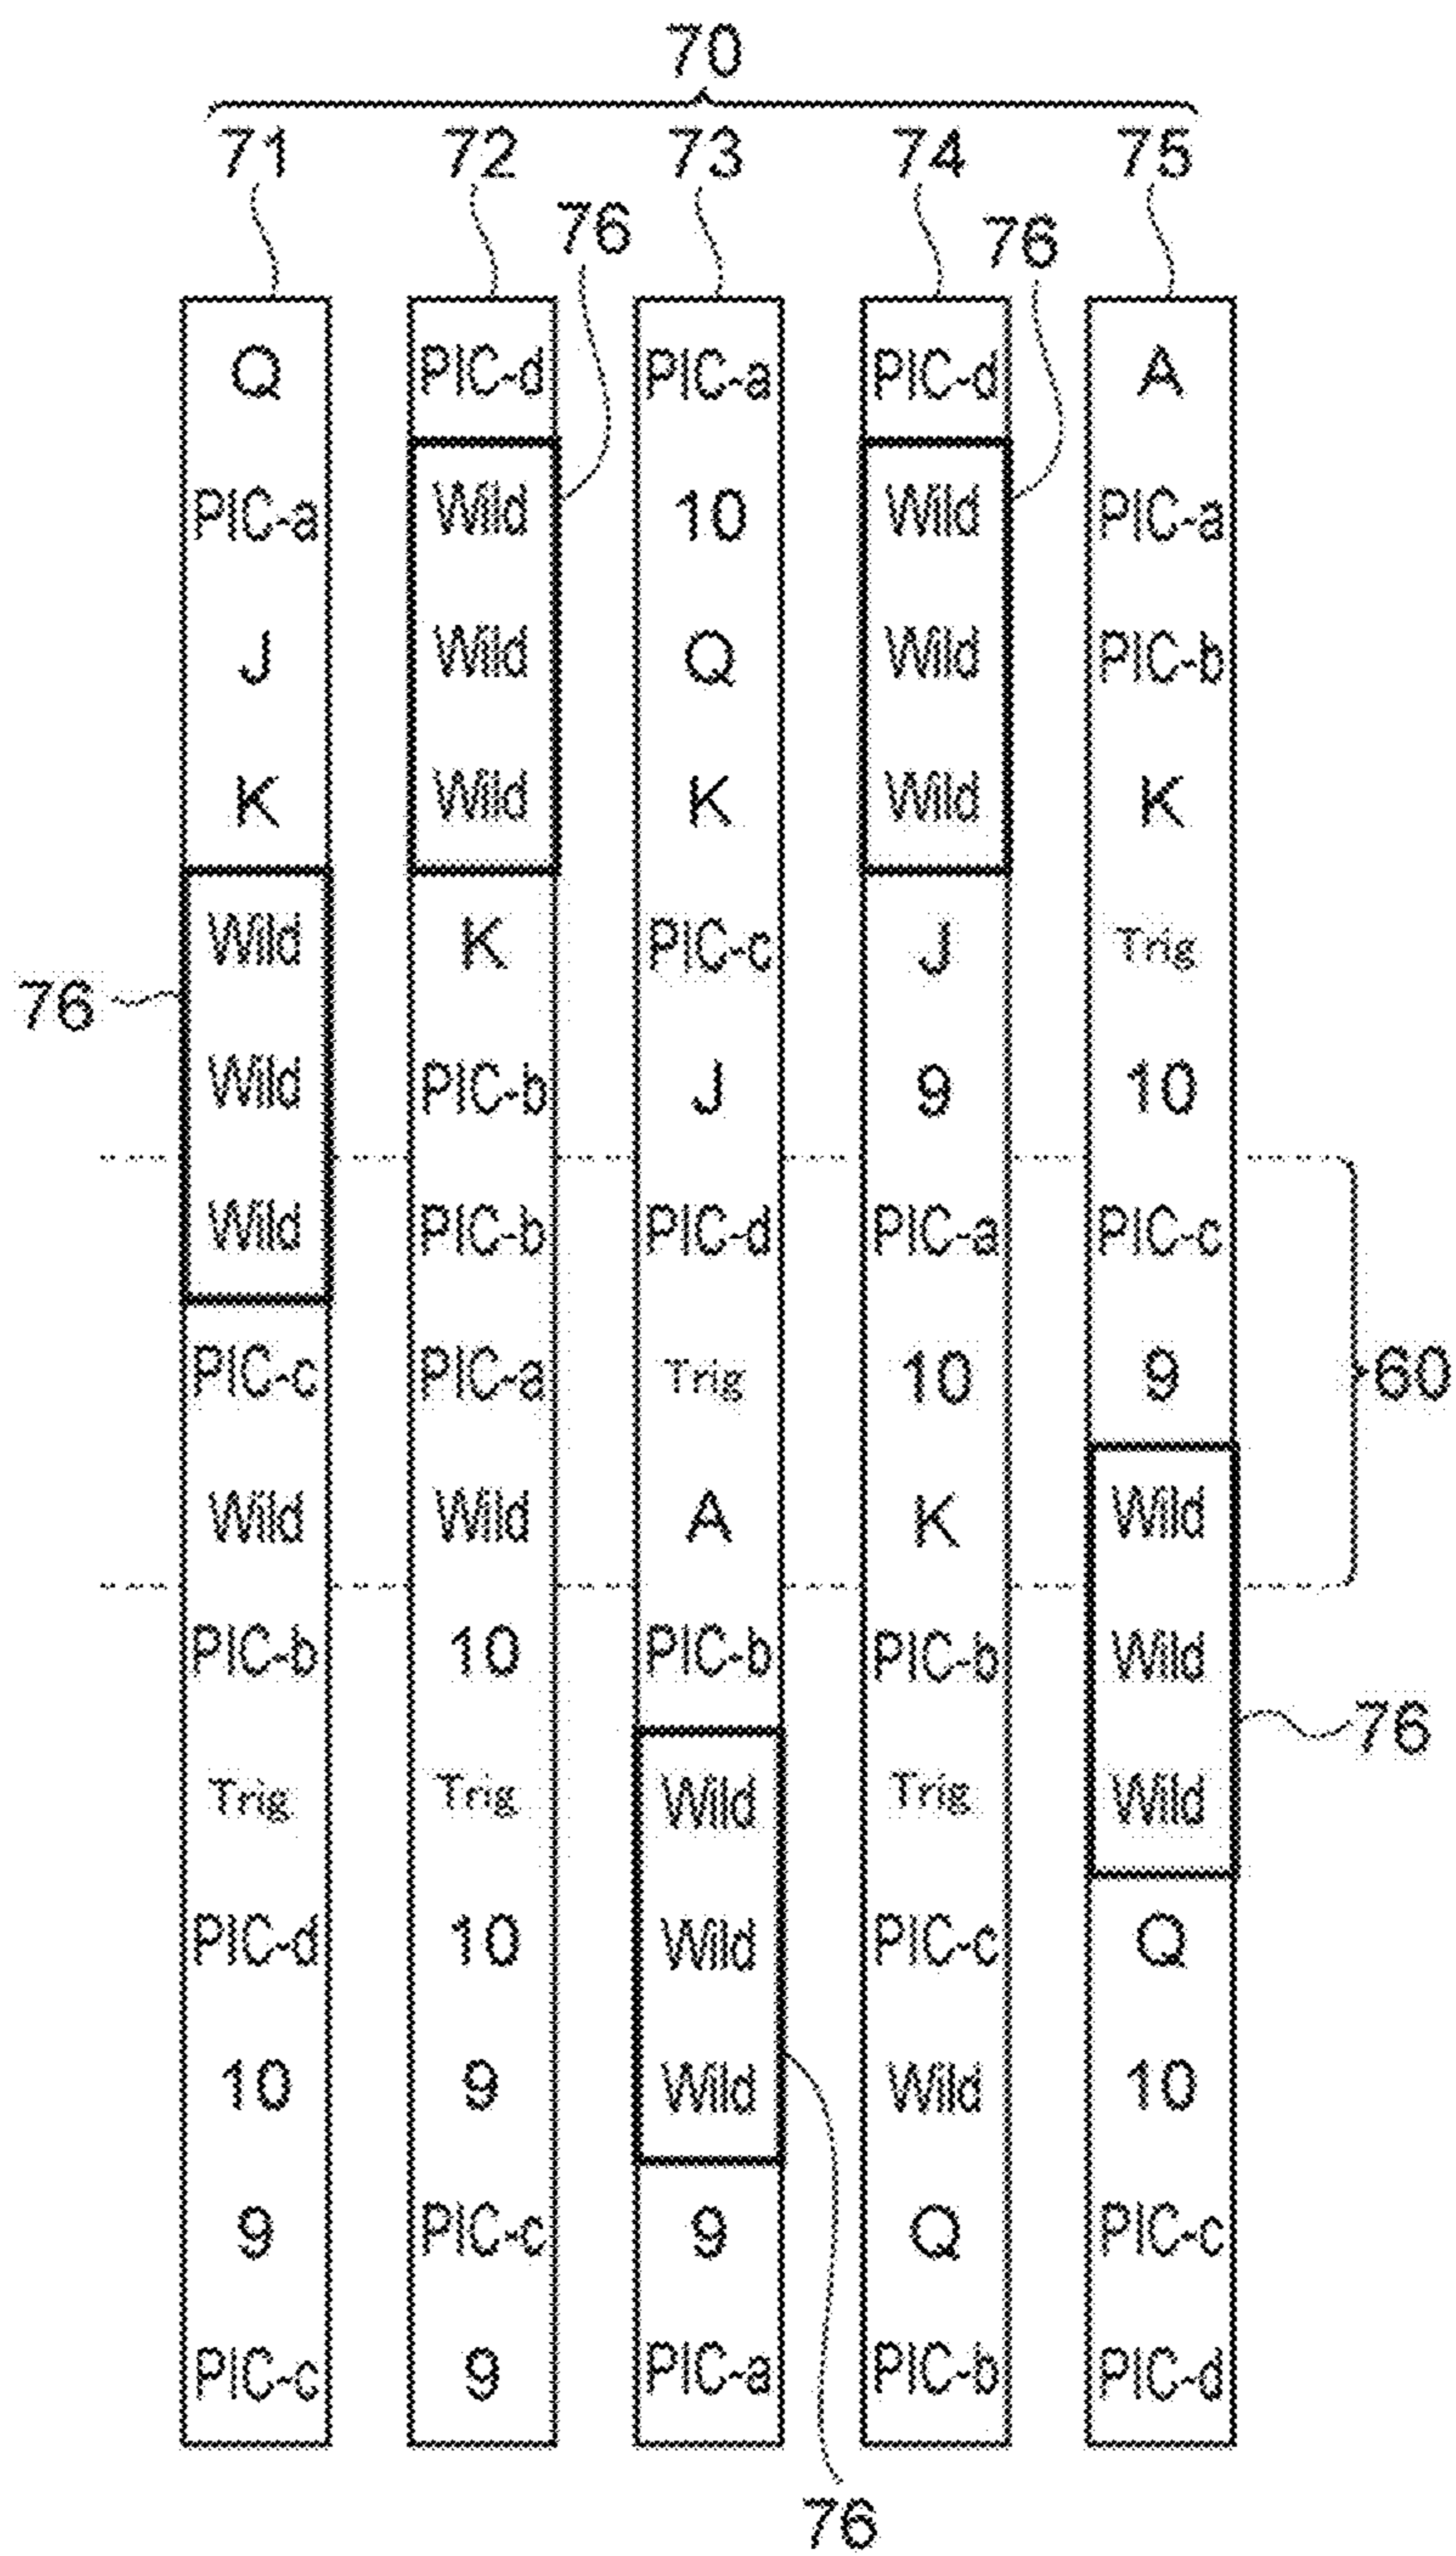 70
71 72 73 74 75
76 76
Q PIC-d PIC-a PIC-d A
PIC-a Wild 10 Wild PIC-a
J Wild Q Wild PIC-b
K Wild K Wild K
Wild K PIC-c J Trig
76
Wild PIC-b J 9 10
Wild PIC-b PIC-d PIC-a PIC-c
PIC-c PIC-a Trig 10 9 60
Wild Wild A K Wild
PIC-b 10 PIC-b PIC-b Wild
76
Trig Trig Wild Trig Wild
PIC-d 10 Wild PIC-c Q
10 9 Wild Wild 10
9 PIC-c 9 Q PIC-c
PIC-c 9 PIC-a PIC-b PIC-d
76